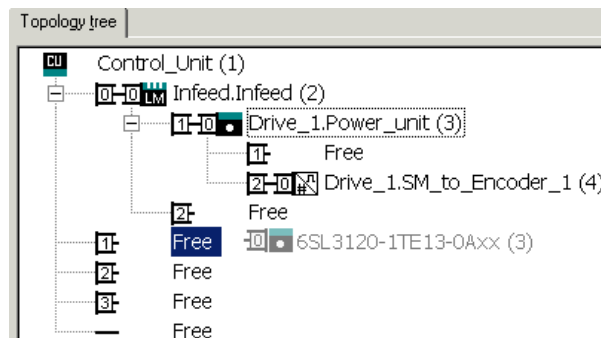 Topology tree
CU Control_Unit (1)
0 0 LM Infeed.Infeed (2)
1 0 Drive_1.Power_unit (3)
1 Free
2 0 # Drive_1.SM_to_Encoder_1 (4)
2 Free
1 Free 0 6SL3120-1TE13-0Axx (3)
2 Free
3 Free
Free